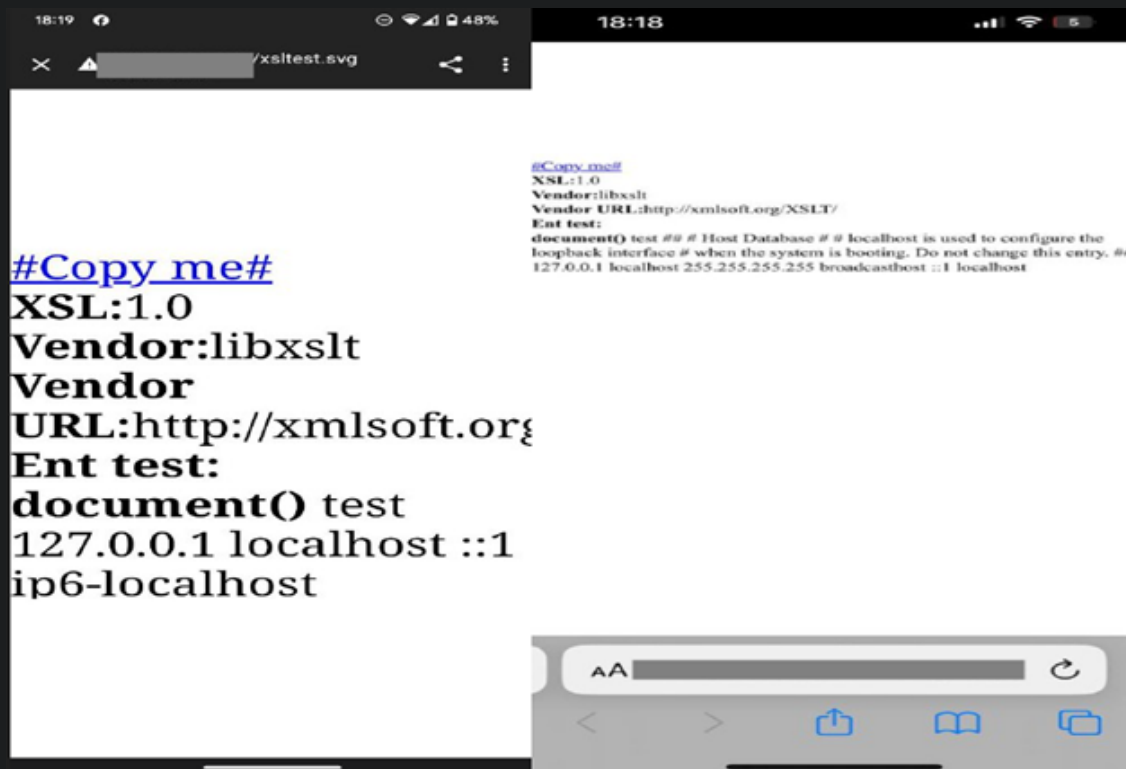 18:19
48%
/xsltest.svg
#Copy me#
XSL:1.0
Vendor:libxslt
Vendor
URL:http://xmlsoft.org
Ent test:
document() test
127.0.0.1 localhost ::1
ip6-localhost
18:18
5
#Copy me#
XSL:1.0
Vendor:libxslt
Vendor URL:http://xmlsoft.org/XSLT/
Ent test:
document() test ## # Host Database # # localhost is used to configure the
loopback interface # when the system is booting. Do not change this entry. #
127.0.0.1 localhost 255.255.255.255 broadcasthost ::1 localhost
AA